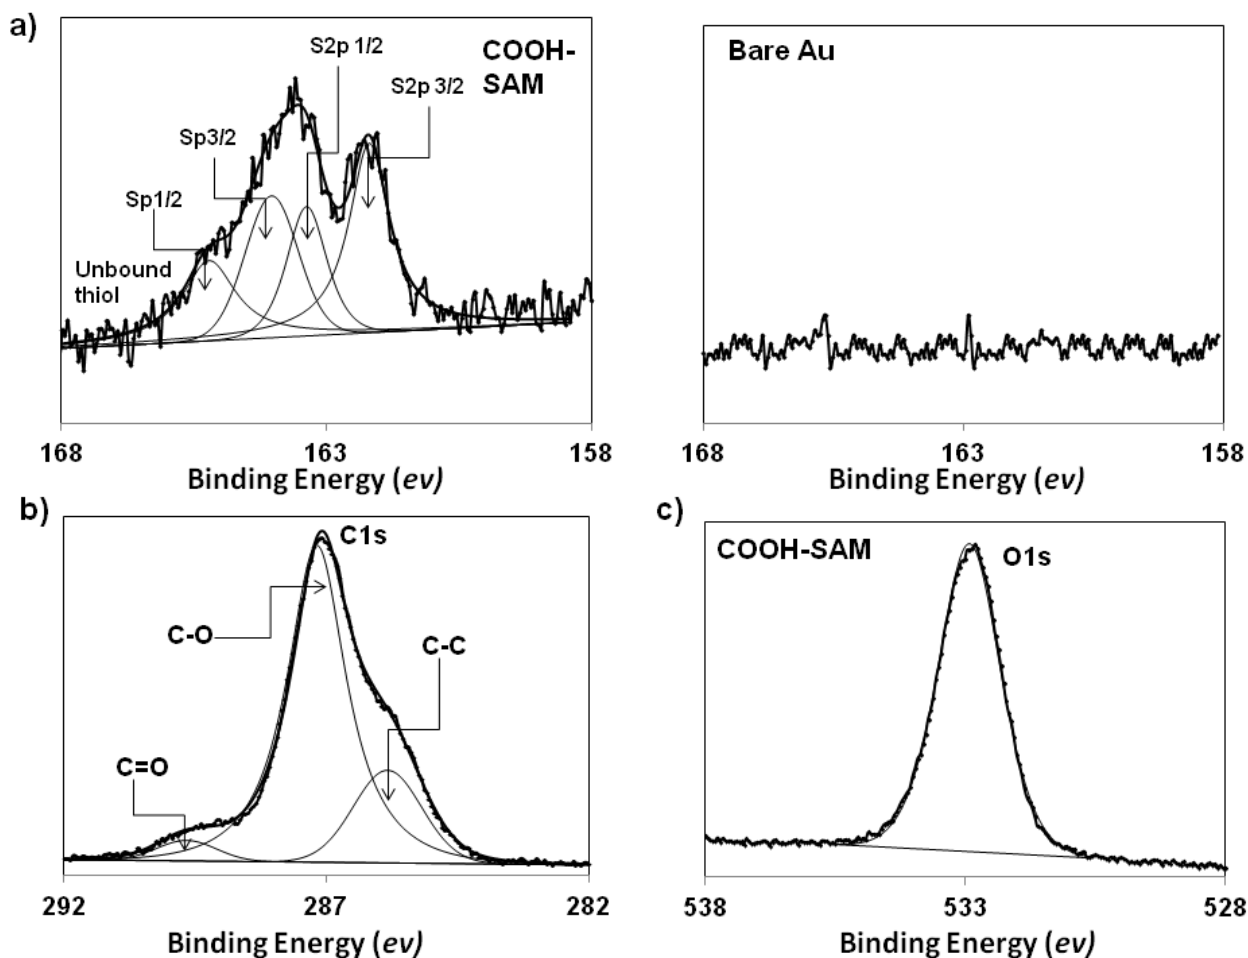 a)
COOH-
SAM
S2p 1/2
S2p 3/2
Sp3/2
Sp1/2
Unbound
thiol
168
163
158
Binding Energy (ev)
Bare Au
168
163
158
Binding Energy (ev)
b)
C1s
C-O
C-C
C=O
292
287
282
Binding Energy (ev)
c)
COOH-SAM
O1s
538
533
528
Binding Energy (ev)